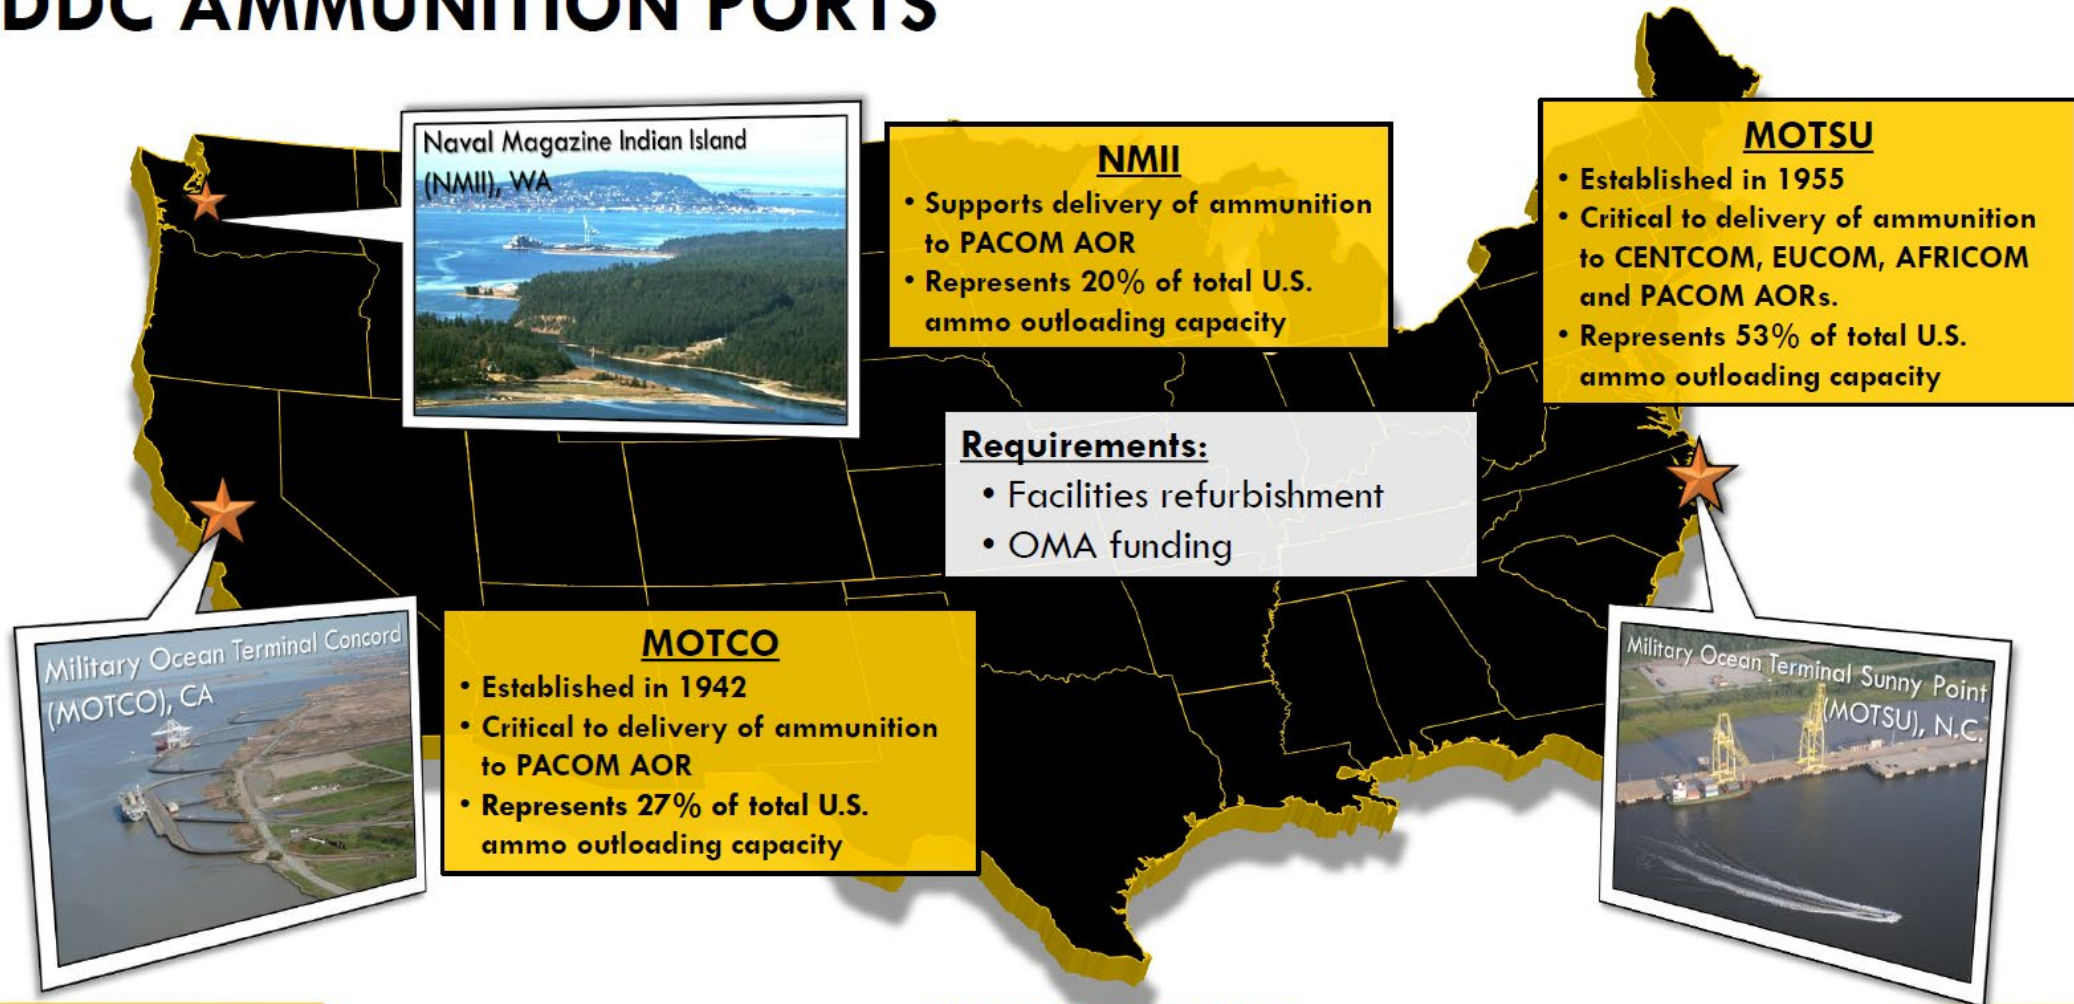 DDC AMMUNITION PORTS
Naval Magazine Indian Island
(NMII), WA
NMII
• Supports delivery of ammunition
to PACOM AOR
• Represents 20% of total U.S.
ammo outloading capacity
MOTSU
• Established in 1955
• Critical to delivery of ammunition
to CENTCOM, EUCOM, AFRICOM
and PACOM AORs.
• Represents 53% of total U.S.
ammo outloading capacity
Requirements:
• Facilities refurbishment
• OMA funding
Military Ocean Terminal Concord
(MOTCO), CA
MOTCO
• Established in 1942
• Critical to delivery of ammunition
to PACOM AOR
• Represents 27% of total U.S.
ammo outloading capacity
Military Ocean Terminal Sunny Point
(MOTSU), N.C.